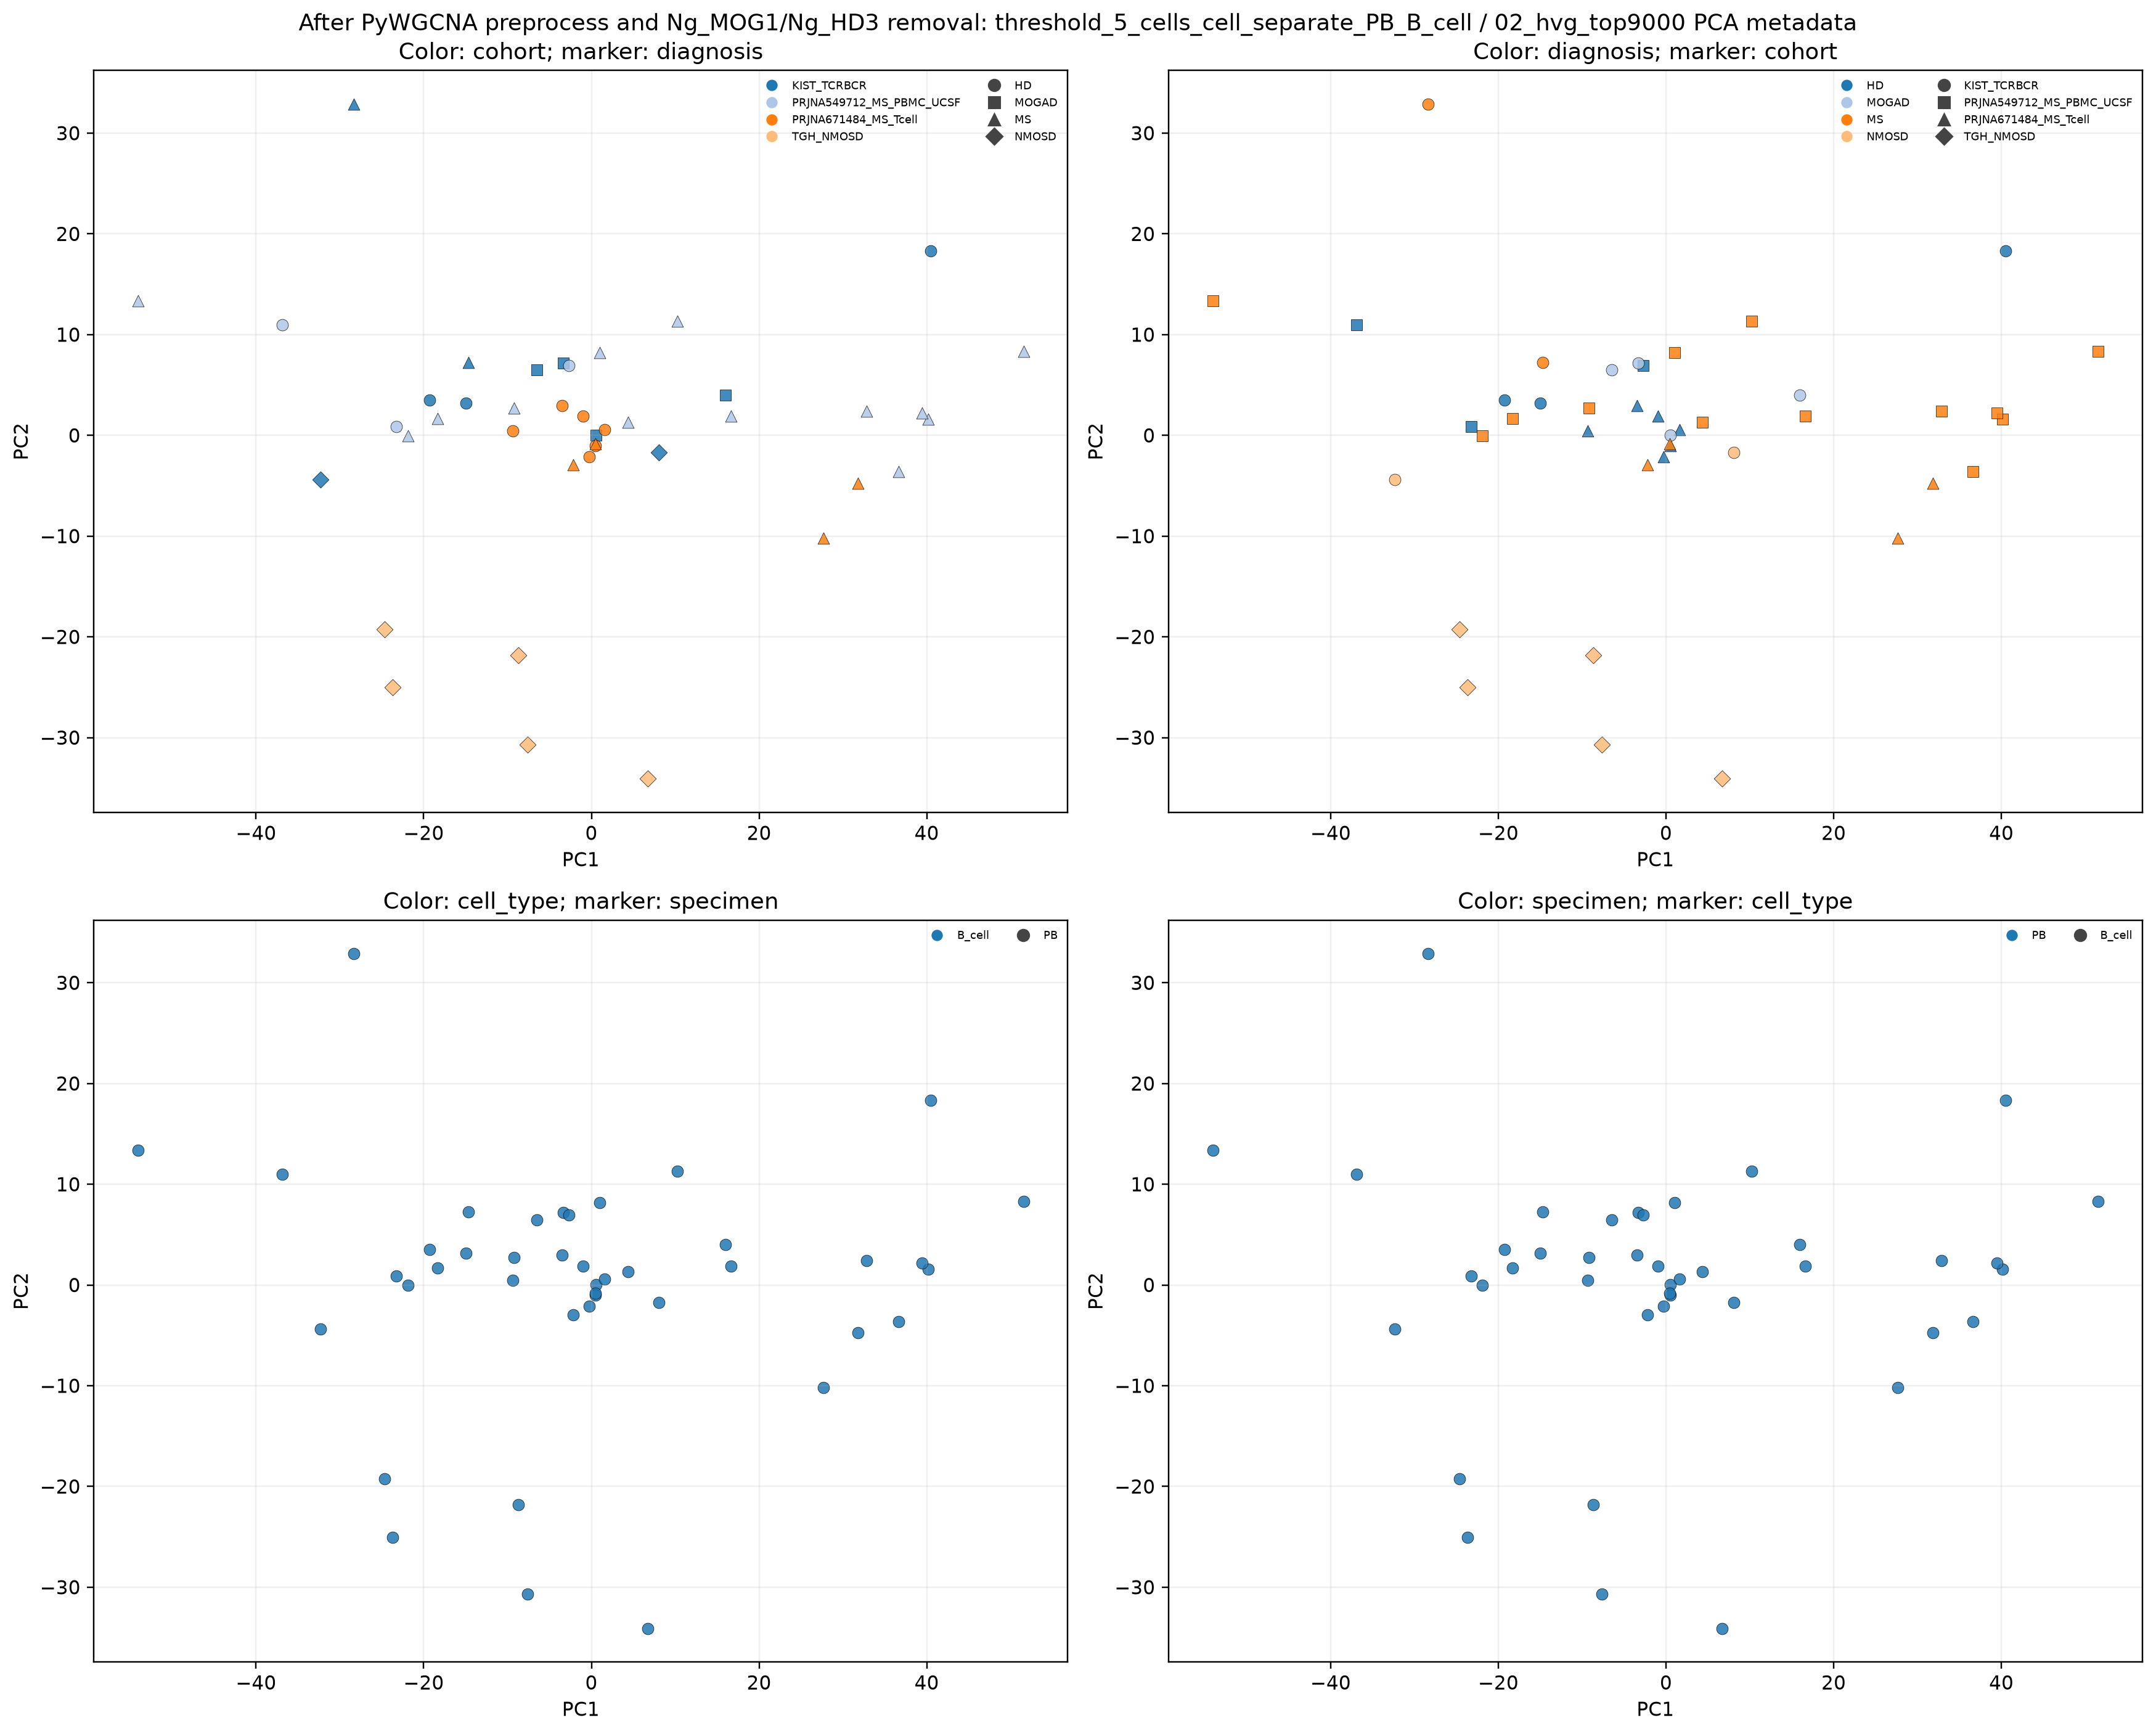 After PyWGCNA preprocess and Ng_MOG1/Ng_HD3 removal: threshold_5_cells_cell_separate_PB_B_cell / 02_hvg_top9000 PCA metadata
Color: cohort; marker: diagnosis
KIST_TCRBCR HD
PRJNA549712_MS_PBMC_UCSF MOGAD
PRJNA671484_MS_Tcell MS
TGH_NMOSD NMOSD
30
20
10
0
−10
−20
−30
PC2
−40 −20 0 20 40
PC1
Color: diagnosis; marker: cohort
HD KIST_TCRBCR
MOGAD PRJNA549712_MS_PBMC_UCSF
MS PRJNA671484_MS_Tcell
NMOSD TGH_NMOSD
30
20
10
0
−10
−20
−30
PC2
−40 −20 0 20 40
PC1
Color: cell_type; marker: specimen
B_cell PB
30
20
10
0
−10
−20
−30
PC2
−40 −20 0 20 40
PC1
Color: specimen; marker: cell_type
PB B_cell
30
20
10
0
−10
−20
−30
PC2
−40 −20 0 20 40
PC1